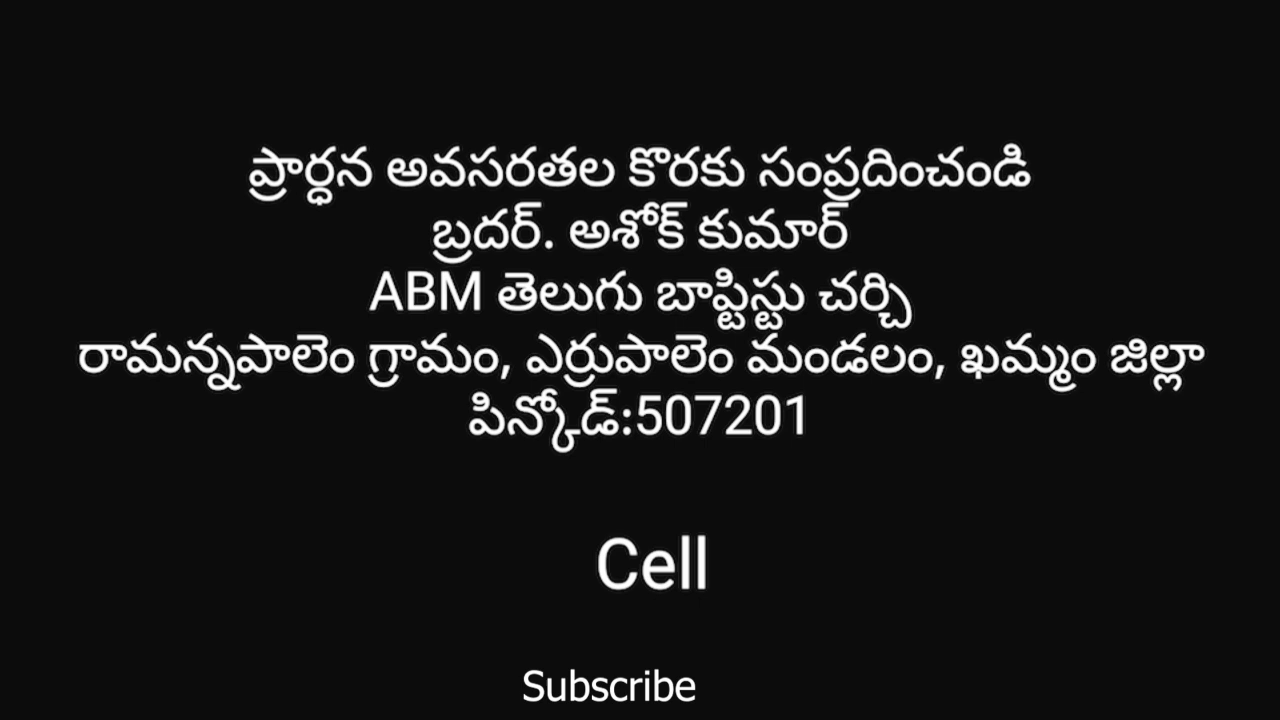 ప్రార్ధన అవసరతల కొరకు సంప్రదించండి
బ్రదర్. అశోక్ కుమార్
ABM తెలుగు బాప్టిస్టు చర్చి
రామన్నపాలెం గ్రామం, ఎర్రుపాలెం మండలం, ఖమ్మం జిల్లా
పిన్కోడ్:507201
Cell
Subscribe